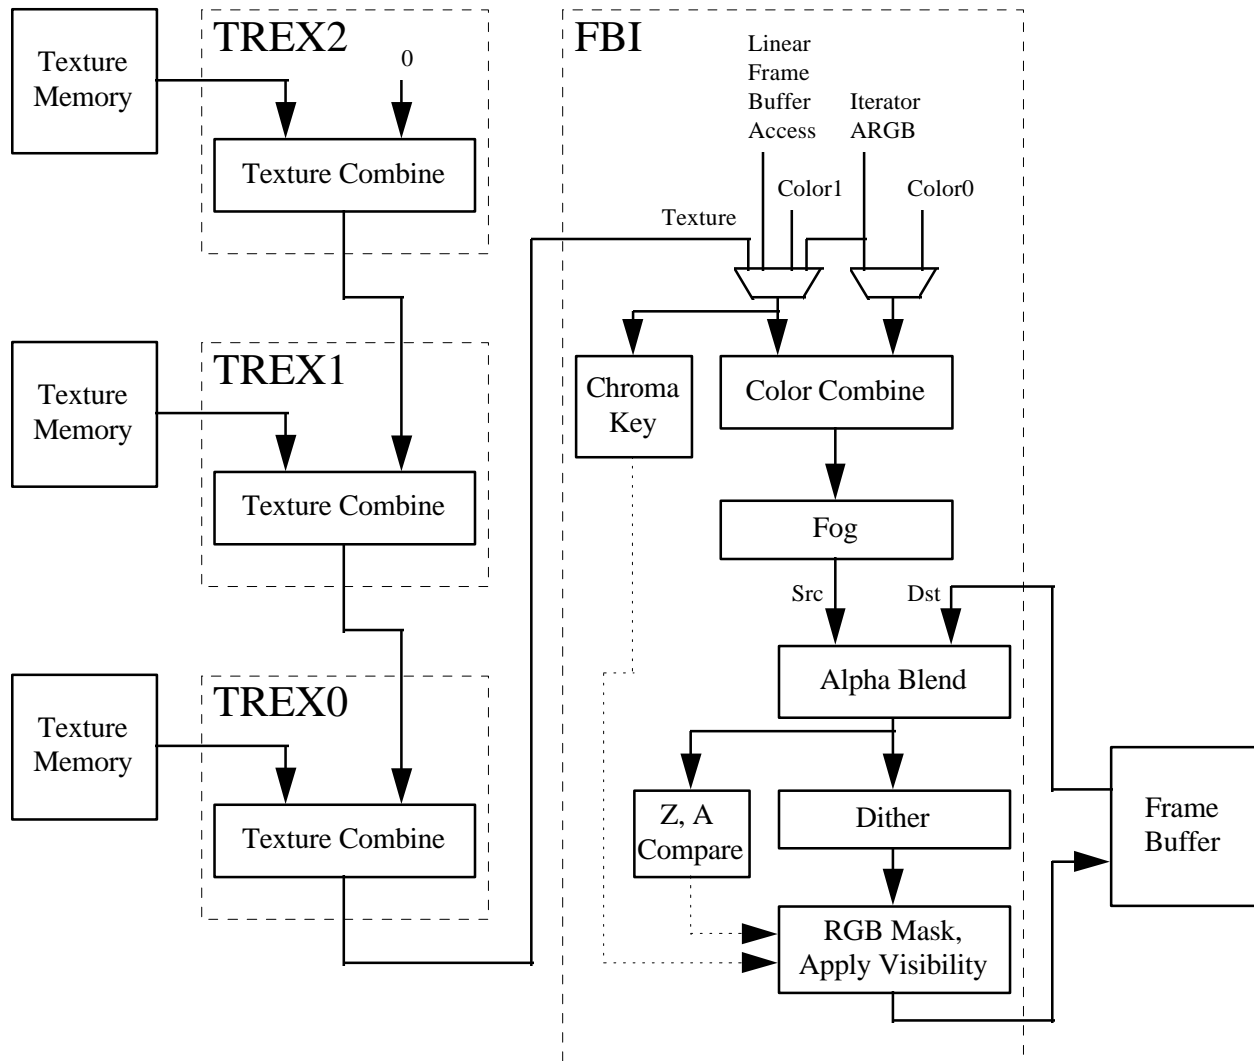 TREX2
Texture
Memory
0
Texture Combine
TREX1
Texture
Memory
Texture Combine
TREX0
Texture
Memory
Texture Combine
FBI
Linear
Frame
Buffer
Access
Iterator
ARGB
Color1
Color0
Texture
Chroma
Key
Color Combine
Fog
Src
Dst
Alpha Blend
Z, A
Compare
Dither
Frame
Buffer
RGB Mask,
Apply Visibility